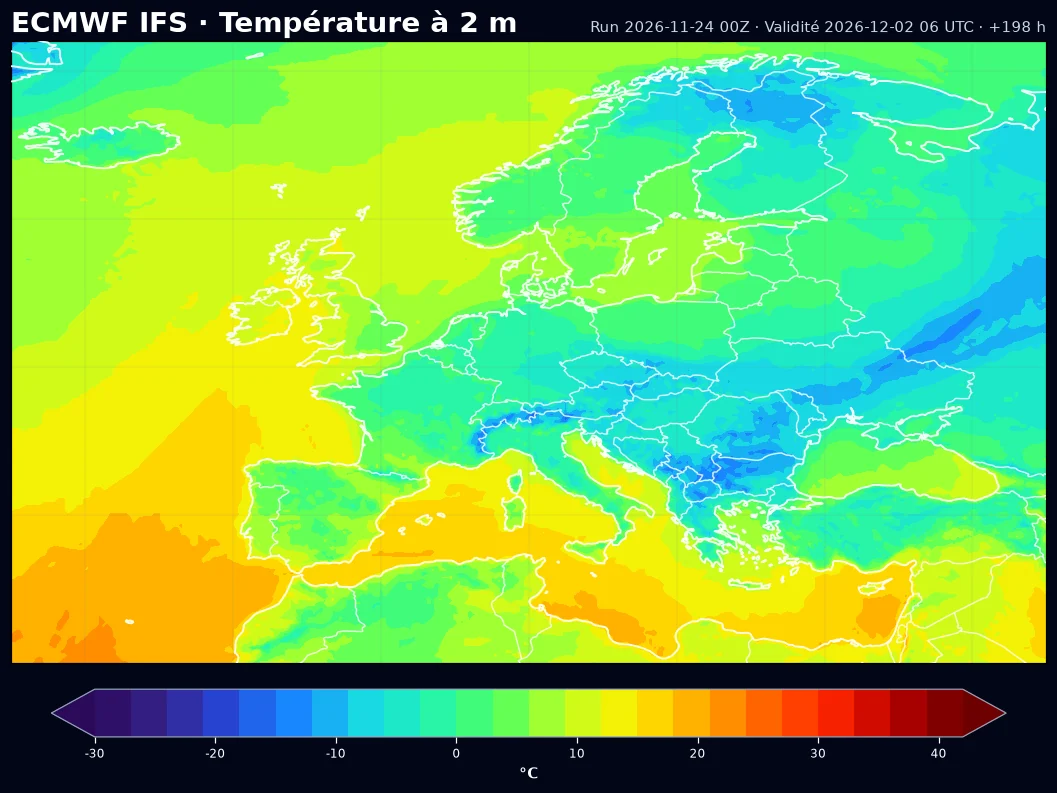 ECMWF IFS · Température à 2 m
Run 2026-11-24 00Z · Validité 2026-12-02 06 UTC · +198 h
-30 -20 -10 0 10 20 30 40
°C